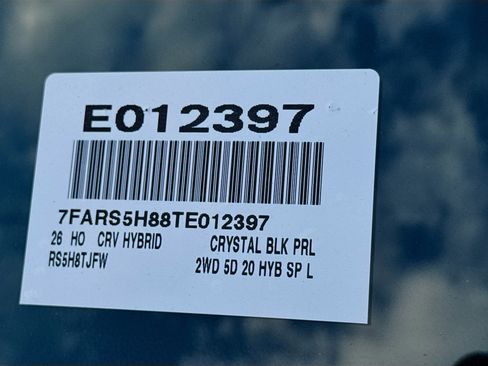 E012397
7FARS5H88TE012397
26 HO CRV HYBRID CRYSTAL BLK PRL
RS5H8TJFW 2WD 5D 20 HYB SP L